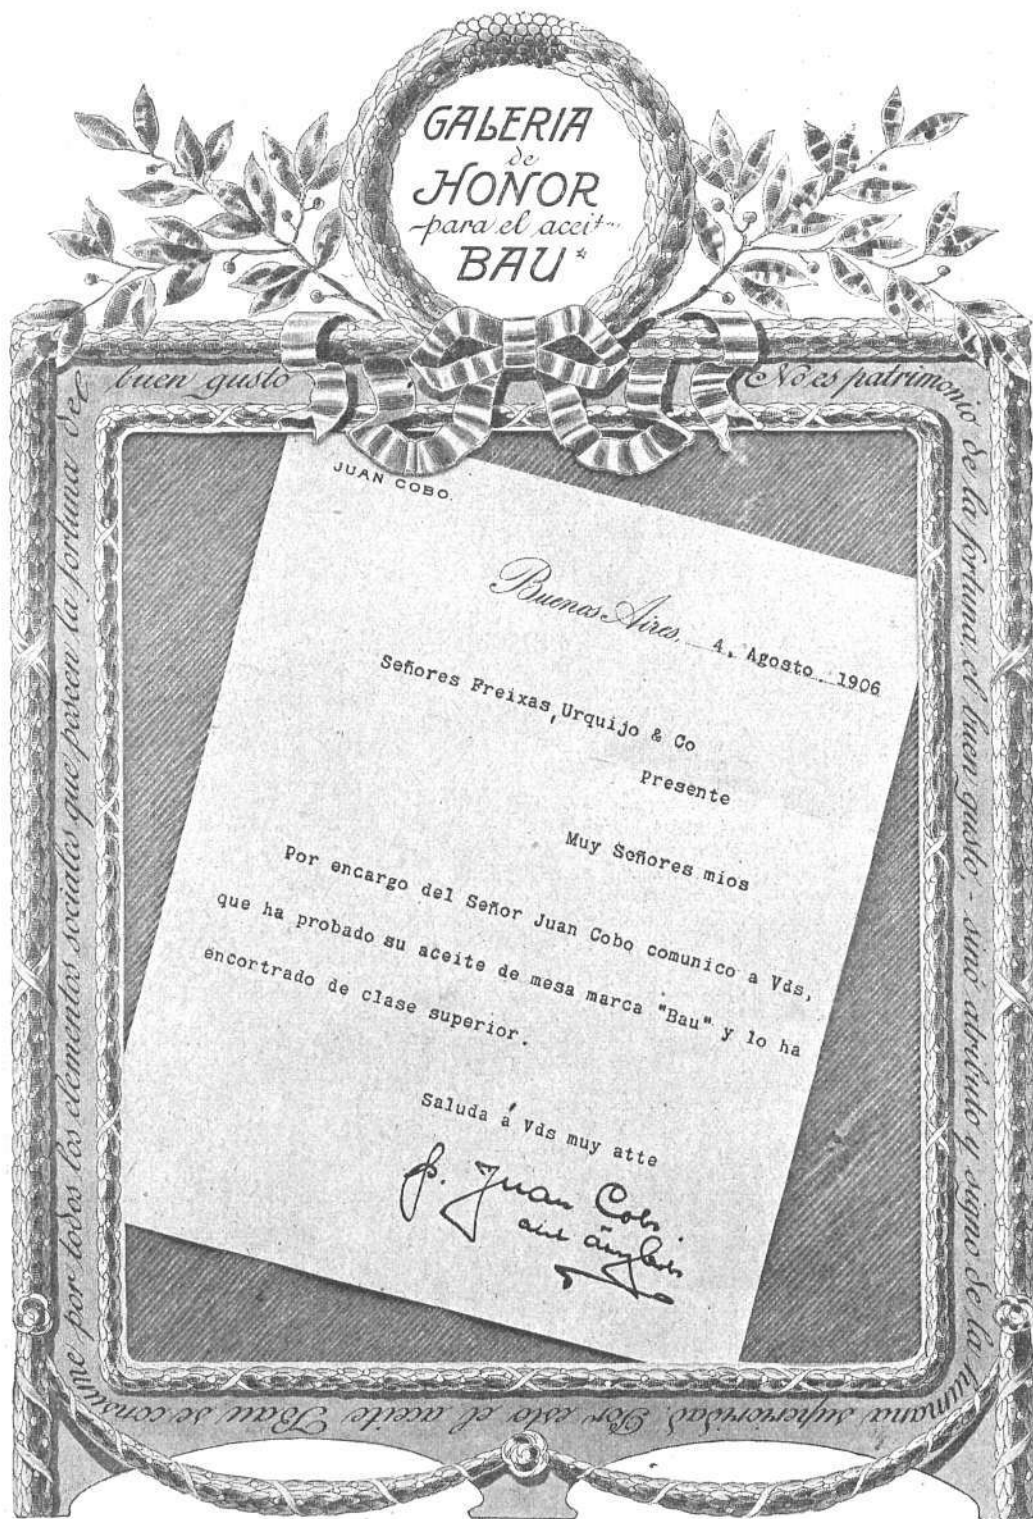 GALERIA
de
HONOR
-para el aceit
BAU
No es patrimonio de la fortuna, el buen gusto, - sinó atributo y signo de la humana superioridad. Por esto el aceite Bau se consume por todos los elementos sociales que poseen la fortuna del buen gusto
JUAN COBO.
Buenos Aires, 4, Agosto, 1906
Señores Freixas, Urquijo & Co
Presente
Muy Señores mios
Por encargo del Señor Juan Cobo comunico a Vds,
que ha probado su aceite de mesa marca "Bau" y lo ha
encortrado de clase superior.
Saluda á Vds muy atte
p. Juan Cobo